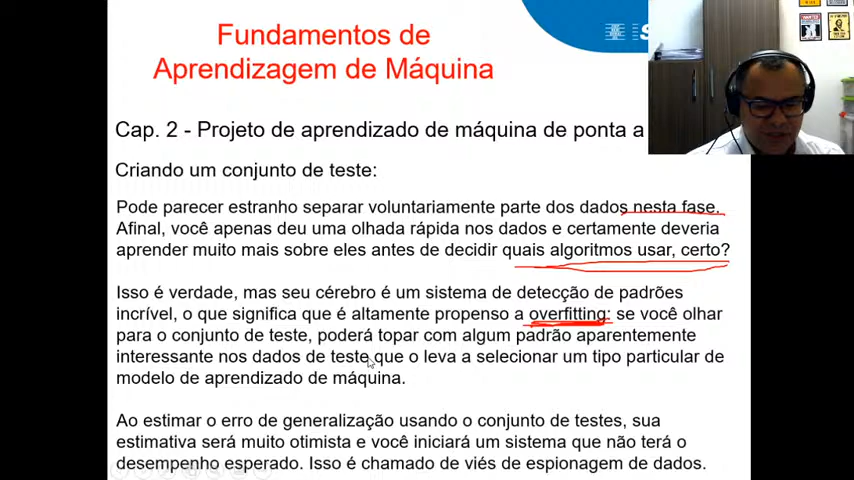 Fundamentos de
Aprendizagem de Máquina
Cap. 2 - Projeto de aprendizado de máquina de ponta a
Criando um conjunto de teste:
Pode parecer estranho separar voluntariamente parte dos dados nesta fase.
Afinal, você apenas deu uma olhada rápida nos dados e certamente deveria
aprender muito mais sobre eles antes de decidir quais algoritmos usar, certo?
Isso é verdade, mas seu cérebro é um sistema de detecção de padrões
incrível, o que significa que é altamente propenso a overfitting: se você olhar
para o conjunto de teste, poderá topar com algum padrão aparentemente
interessante nos dados de teste que o leva a selecionar um tipo particular de
modelo de aprendizado de máquina.
Ao estimar o erro de generalização usando o conjunto de testes, sua
estimativa será muito otimista e você iniciará um sistema que não terá o
desempenho esperado. Isso é chamado de viés de espionagem de dados.